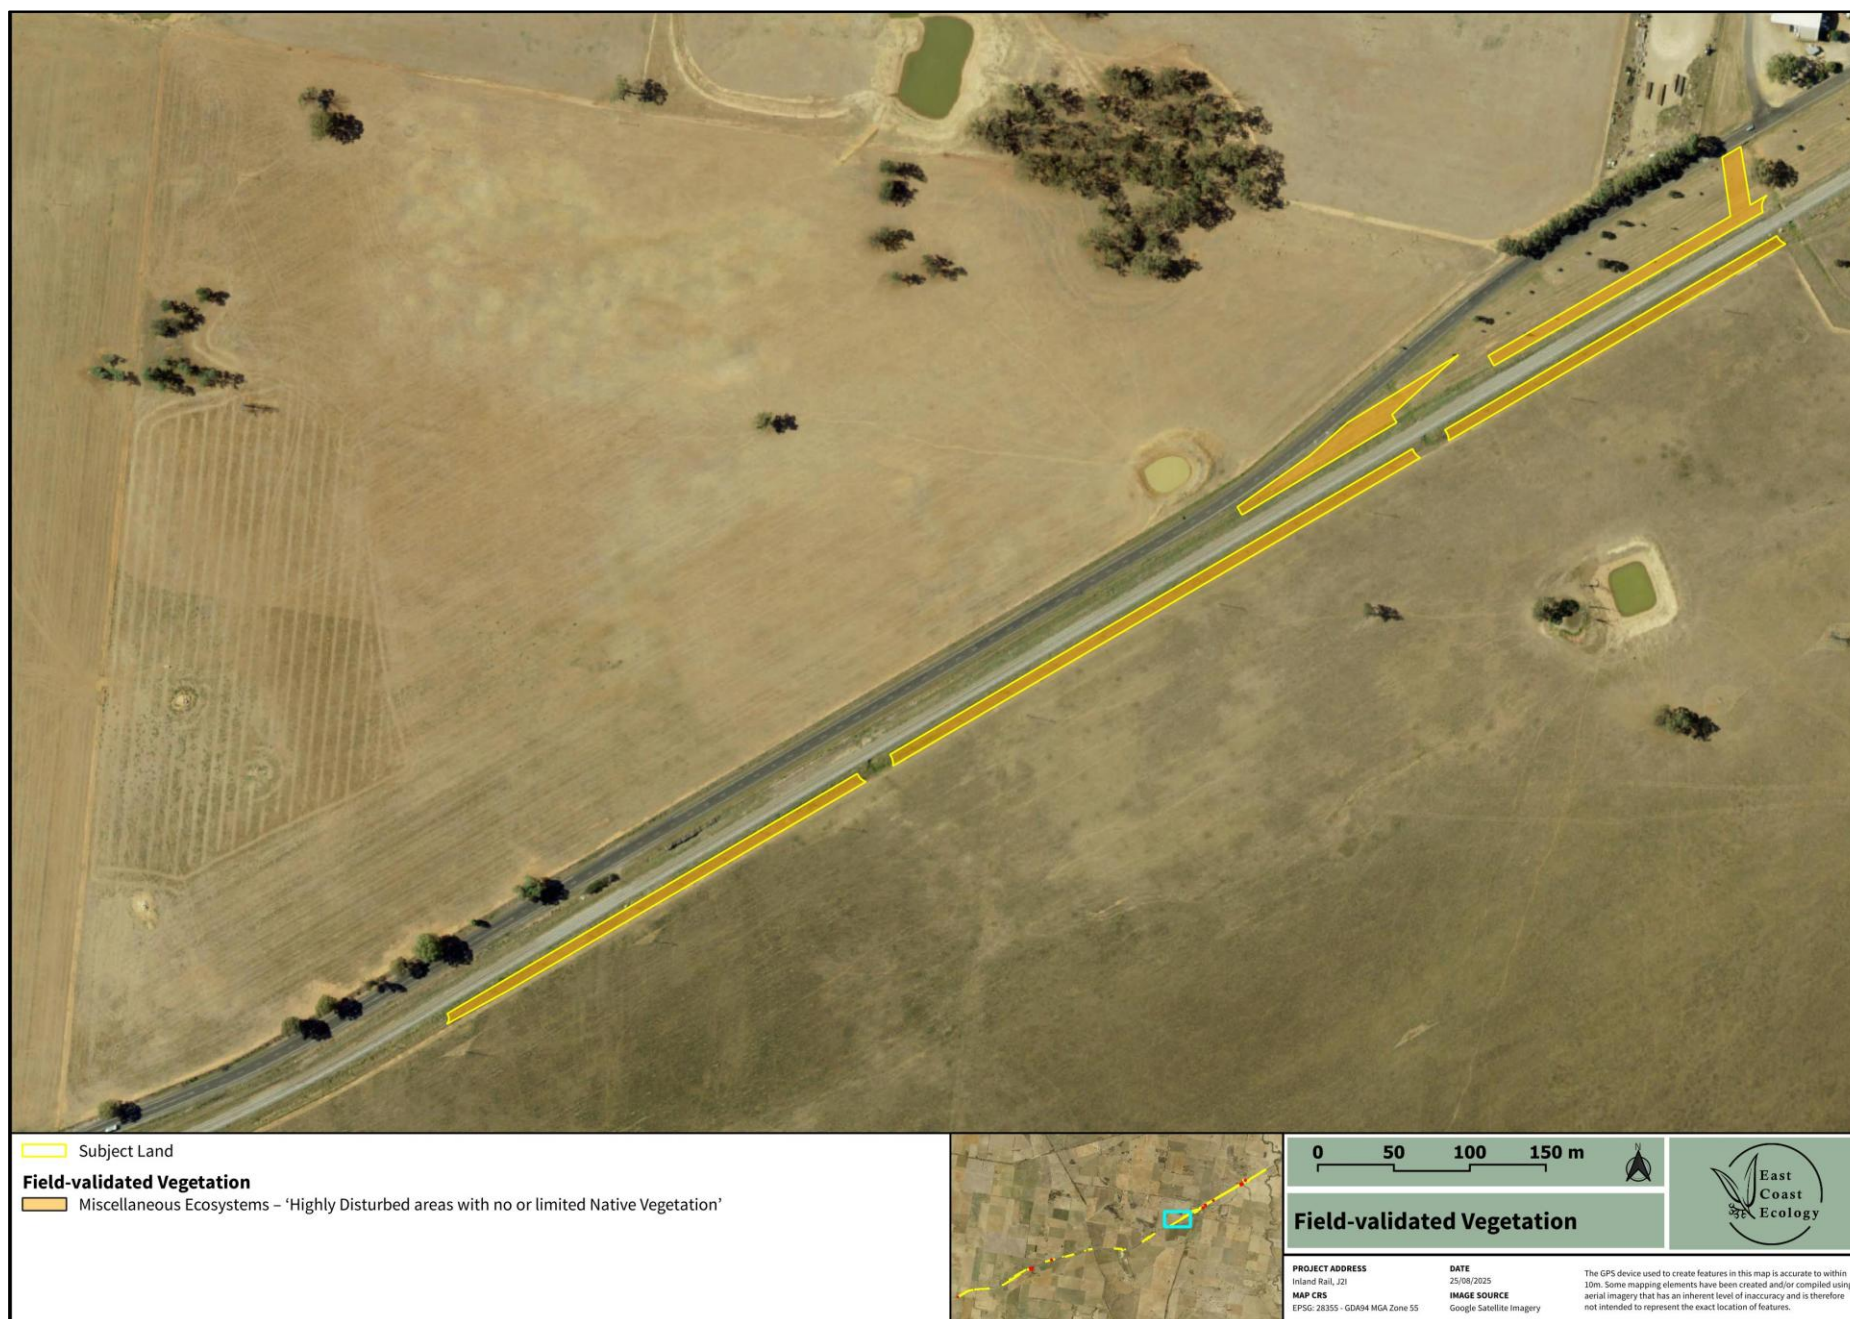 Subject Land
Field-validated Vegetation
Miscellaneous Ecosystems – ‘Highly Disturbed areas with no or limited Native Vegetation’
0 50 100 150 m
N
Field-validated Vegetation
East
Coast
Ecology
PROJECT ADDRESS
Inland Rail, J2I
MAP CRS
EPSG: 28355 - GDA94 MGA Zone 55
DATE
25/08/2025
IMAGE SOURCE
Google Satellite Imagery
The GPS device used to create features in this map is accurate to within
10m. Some mapping elements have been created and/or compiled using
aerial imagery that has an inherent level of inaccuracy and is therefore
not intended to represent the exact location of features.